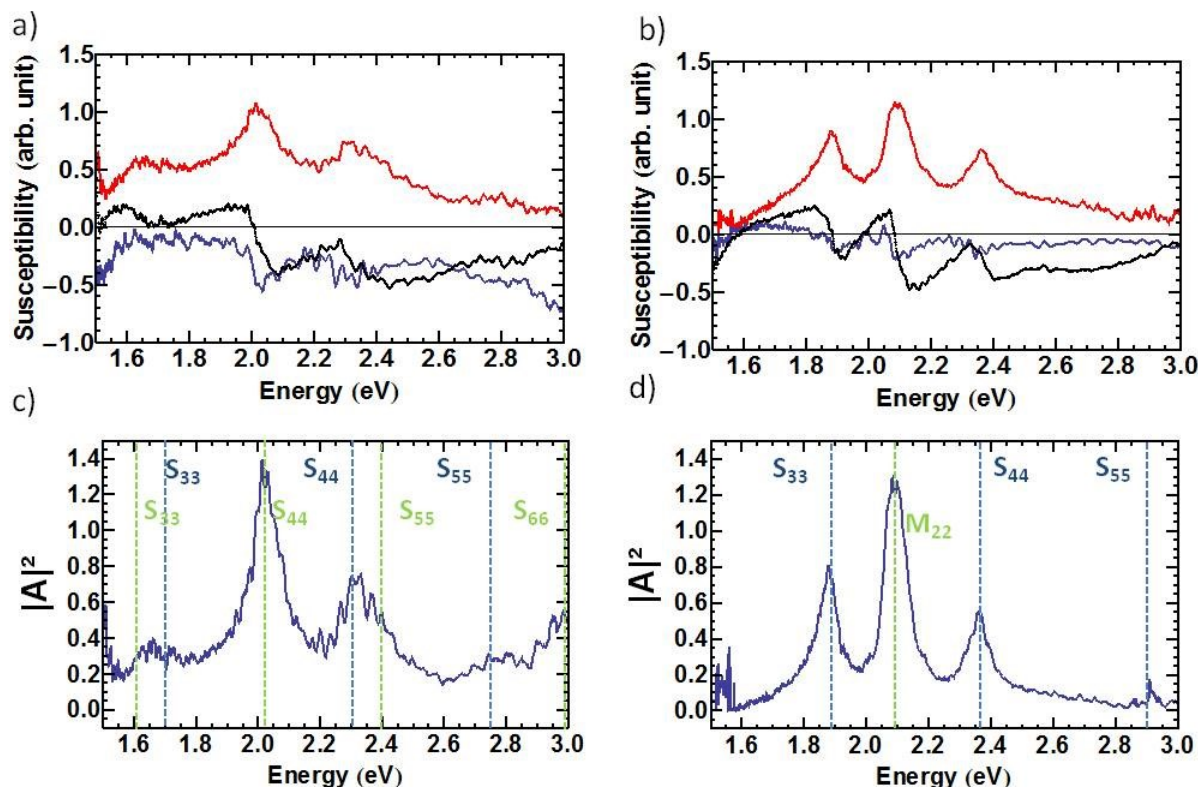 a)
1.5
1.0
0.5
0.0
−0.5
−1.0
Susceptibility (arb. unit)
1.6 1.8 2.0 2.2 2.4 2.6 2.8 3.0
Energy (eV)
b)
1.5
1.0
0.5
0.0
−0.5
−1.0
Susceptibility (arb. unit)
1.6 1.8 2.0 2.2 2.4 2.6 2.8 3.0
Energy (eV)
c)
1.4
1.2
1.0
0.8
0.6
0.4
0.2
0.0
|A|²
S₃₃ S₄₄ S₅₅
S₃₃ S₄₄ S₅₅ S₆₆
1.6 1.8 2.0 2.2 2.4 2.6 2.8 3.0
Energy (eV)
d)
1.4
1.2
1.0
0.8
0.6
0.4
0.2
0.0
|A|²
S₃₃ S₄₄ S₅₅
M₂₂
1.6 1.8 2.0 2.2 2.4 2.6 2.8 3.0
Energy (eV)